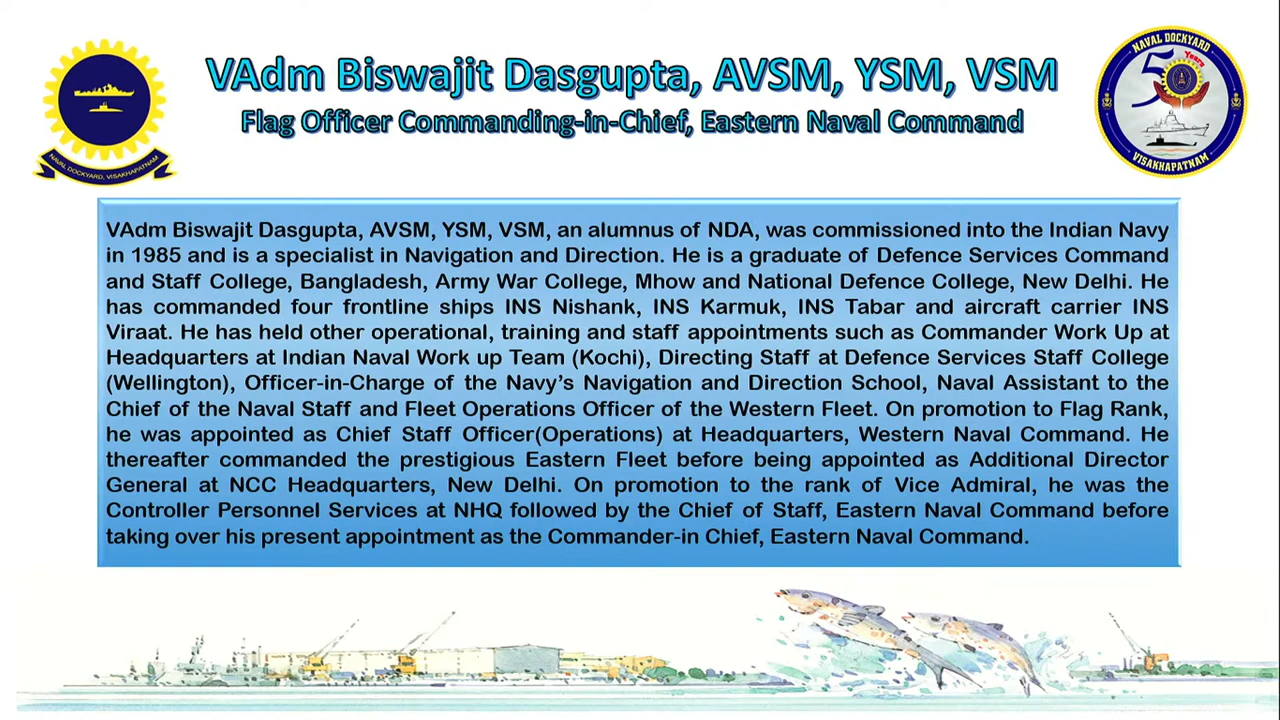 VAdm Biswajit Dasgupta, AVSM, YSM, VSM
Flag Officer Commanding-in-Chief, Eastern Naval Command
NAVAL DOCKYARD, VISAKHAPATNAM
NAVAL DOCKYARD
50 Years
VISAKHAPATNAM
VAdm Biswajit Dasgupta, AVSM, YSM, VSM, an alumnus of NDA, was commissioned into the Indian Navy
in 1985 and is a specialist in Navigation and Direction. He is a graduate of Defence Services Command
and Staff College, Bangladesh, Army War College, Mhow and National Defence College, New Delhi. He
has commanded four frontline ships INS Nishank, INS Karmuk, INS Tabar and aircraft carrier INS
Viraat. He has held other operational, training and staff appointments such as Commander Work Up at
Headquarters at Indian Naval Work up Team (Kochi), Directing Staff at Defence Services Staff College
(Wellington), Officer-in-Charge of the Navy's Navigation and Direction School, Naval Assistant to the
Chief of the Naval Staff and Fleet Operations Officer of the Western Fleet. On promotion to Flag Rank,
he was appointed as Chief Staff Officer(Operations) at Headquarters, Western Naval Command. He
thereafter commanded the prestigious Eastern Fleet before being appointed as Additional Director
General at NCC Headquarters, New Delhi. On promotion to the rank of Vice Admiral, he was the
Controller Personnel Services at NHQ followed by the Chief of Staff, Eastern Naval Command before
taking over his present appointment as the Commander-in Chief, Eastern Naval Command.